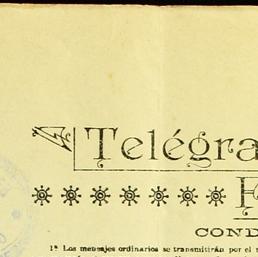 Telégra
F
COND
1ª Los mensajes ordinarios se transmitirán por el